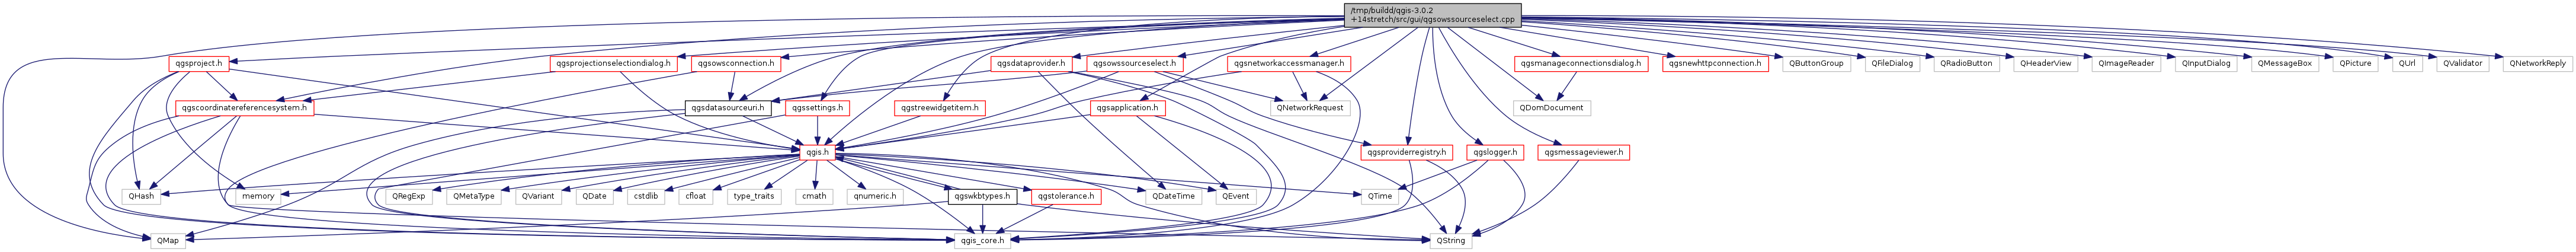 /tmp/buildd/qgis-3.0.2
+14stretch/src/gui/qgsowssourceselect.cpp
qgsproject.h
qgsprojectionselectiondialog.h
qgsowsconnection.h
qgsdataprovider.h
qgsowssourceselect.h
qgsnetworkaccessmanager.h
qgsmanageconnectionsdialog.h
qgsnewhttpconnection.h
QButtonGroup
QFileDialog
QRadioButton
QHeaderView
QImageReader
QInputDialog
QMessageBox
QPicture
QUrl
QValidator
QNetworkReply
qgscoordinatereferencesystem.h
qgsdatasourceuri.h
qgssettings.h
qgstreewidgetitem.h
qgsapplication.h
QNetworkRequest
QDomDocument
qgis.h
qgsproviderregistry.h
qgslogger.h
qgsmessageviewer.h
QHash
memory
QRegExp
QMetaType
QVariant
QDate
cstdlib
cfloat
type_traits
cmath
qnumeric.h
qgswkbtypes.h
qgstolerance.h
QDateTime
QEvent
QTime
QMap
qgis_core.h
QString